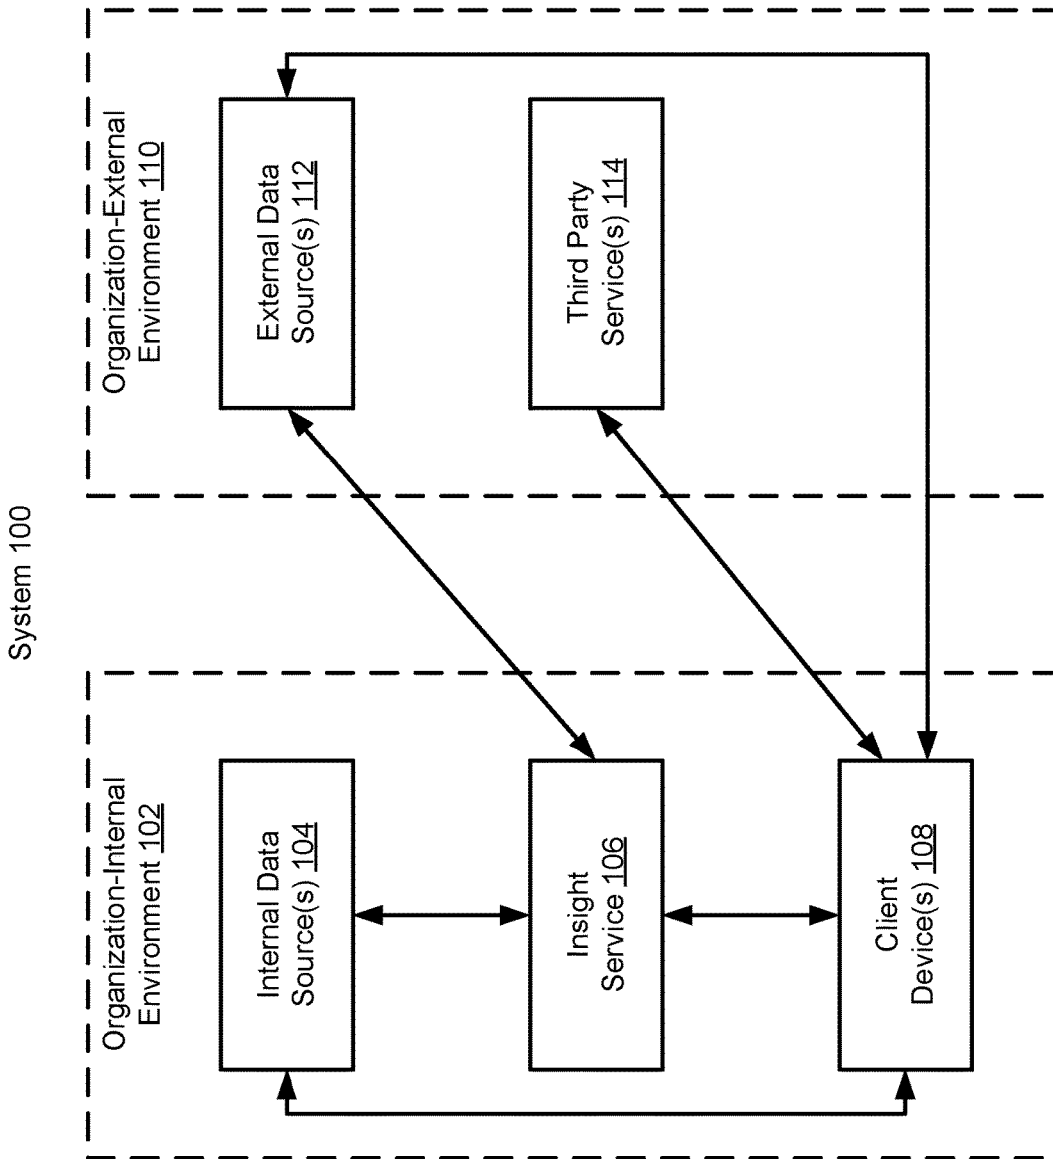 System 100
Organization-Internal
Environment 102
Internal Data
Source(s) 104
Insight
Service 106
Client
Device(s) 108
Organization-External
Environment 110
External Data
Source(s) 112
Third Party
Service(s) 114